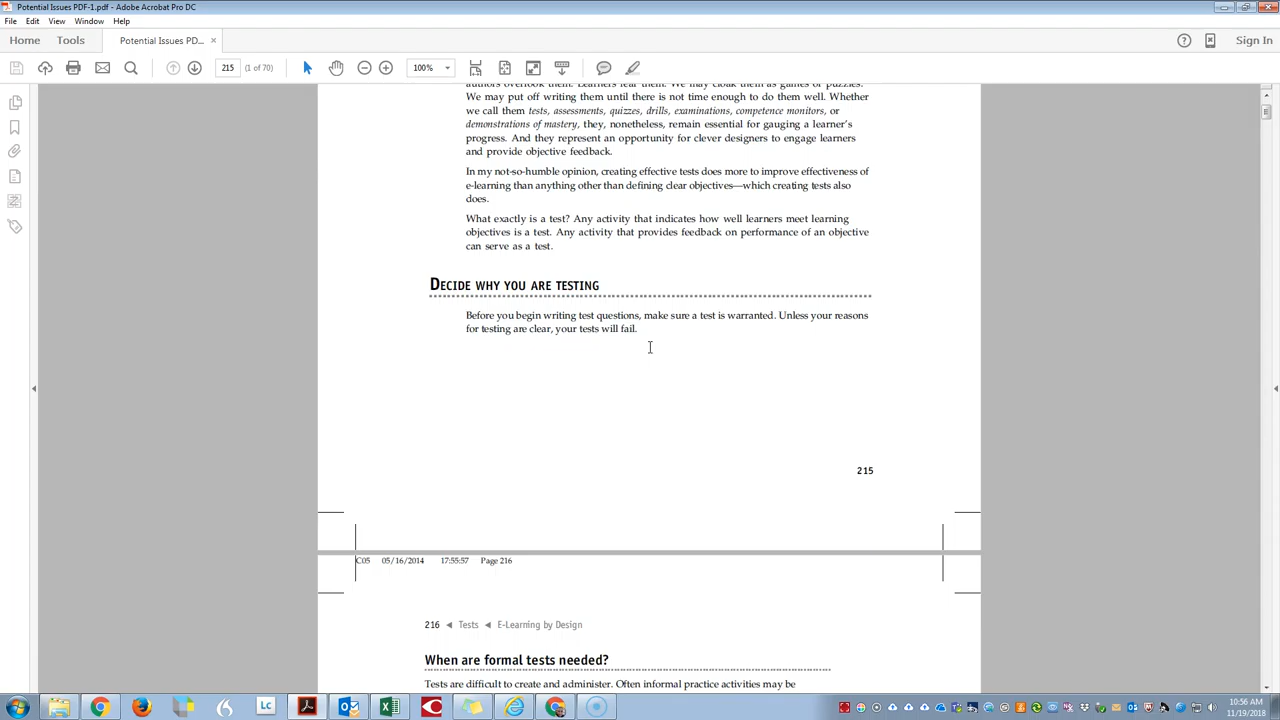 Potential Issues PDF-1.pdf - Adobe Acrobat Pro DC
File Edit View Window Help
Home Tools Potential Issues PD... × Sign In
215 (1 of 70) 100%
authors overlook them. Learners fear them. We may cloak them as games or puzzles.
We may put off writing them until there is not time enough to do them well. Whether
we call them tests, assessments, quizzes, drills, examinations, competence monitors, or
demonstrations of mastery, they, nonetheless, remain essential for gauging a learner's
progress. And they represent an opportunity for clever designers to engage learners
and provide objective feedback.
In my not-so-humble opinion, creating effective tests does more to improve effectiveness of
e-learning than anything other than defining clear objectives—which creating tests also
does.
What exactly is a test? Any activity that indicates how well learners meet learning
objectives is a test. Any activity that provides feedback on performance of an objective
can serve as a test.
DECIDE WHY YOU ARE TESTING
Before you begin writing test questions, make sure a test is warranted. Unless your reasons
for testing are clear, your tests will fail.
215
C05 05/16/2014 17:55:57 Page 216
216 ◄ Tests ◄ E-Learning by Design
When are formal tests needed?
Tests are difficult to create and administer. Often informal practice activities may be
LC
10:56 AM
11/19/2018